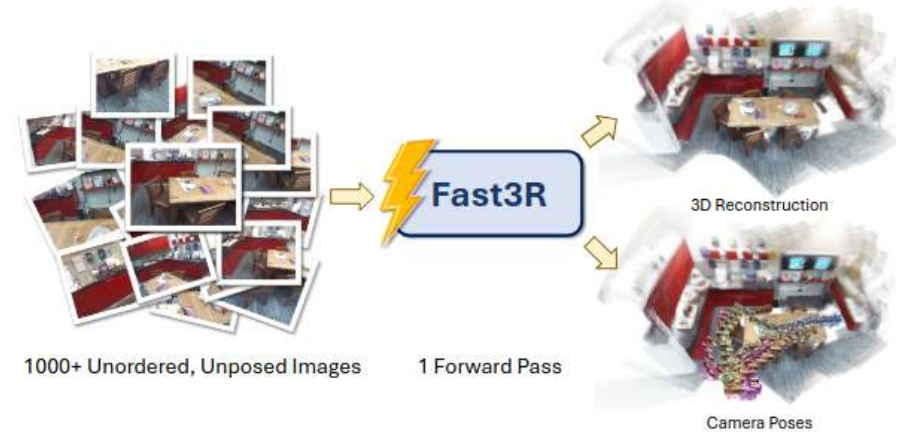 Fast3R
3D Reconstruction
1000+ Unordered, Unposed Images
1 Forward Pass
Camera Poses